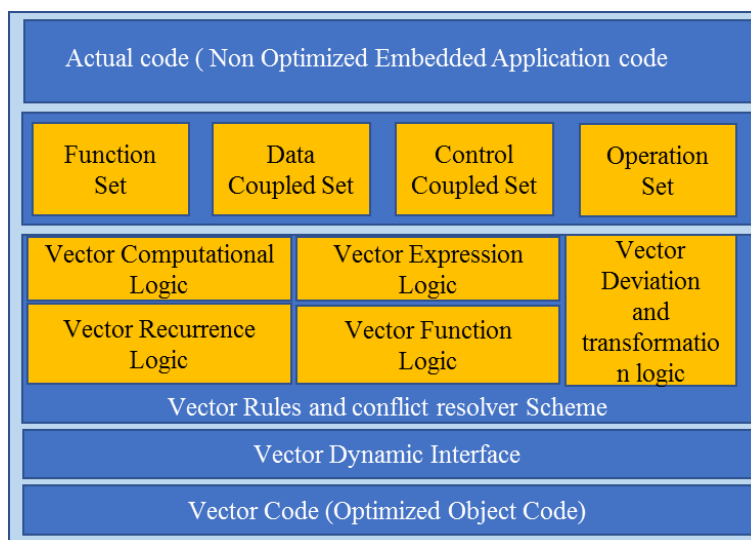 Actual code ( Non Optimized Embedded Application code
Function
Set
Data
Coupled Set
Control
Coupled Set
Operation
Set
Vector Computational
Logic
Vector Expression
Logic
Vector
Deviation
and
transformatio
n logic
Vector Recurrence
Logic
Vector Function
Logic
Vector Rules and conflict resolver Scheme
Vector Dynamic Interface
Vector Code (Optimized Object Code)